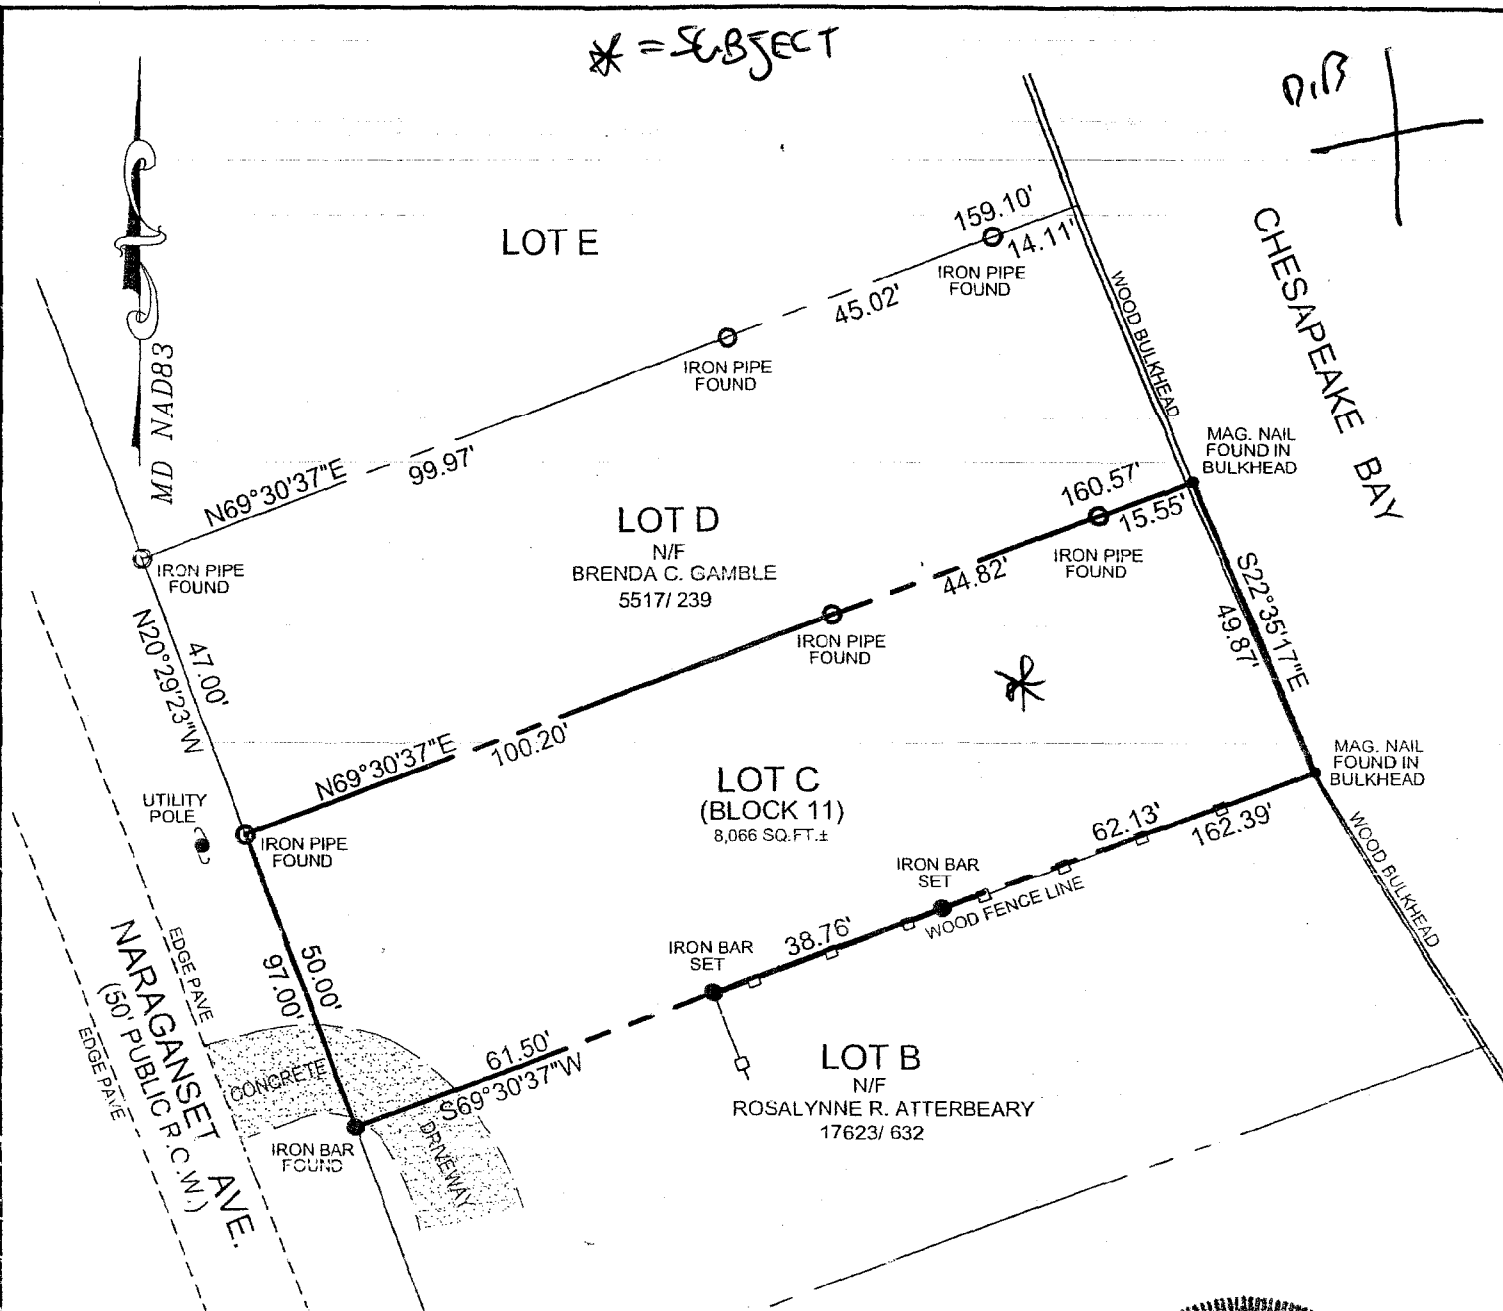 * = SUBJECT
LOT E
159.10'
14.11'
IRON PIPE
FOUND
45.02'
IRON PIPE
FOUND
CHESAPEAKE BAY
WOOD BULKHEAD
MD NAD83
N69°30'37"E
99.97'
IRON PIPE
FOUND
MAG. NAIL
FOUND IN
BULKHEAD
160.57'
15.55'
IRON PIPE
FOUND
44.82'
LOT D
N/F
BRENDA C. GAMBLE
5517/ 239
IRON PIPE
FOUND
N20°29'23"W
47.00'
S22°35'17"E
49.87'
*
N69°30'37"E
100.20'
MAG. NAIL
FOUND IN
BULKHEAD
UTILITY
POLE
IRON PIPE
FOUND
LOT C
(BLOCK 11)
8,066 SQ.FT.±
62.13'
162.39'
WOOD BULKHEAD
IRON BAR
SET
WOOD FENCE LINE
38.76'
IRON BAR
SET
50.00'
97.00'
EDGE PAVE
NARAGANSET AVE.
(50' PUBLIC R.O.W.)
EDGE PAVE
CONCRETE
DRIVEWAY
61.50'
S69°30'37"W
IRON BAR
FOUND
LOT B
N/F
ROSALYNNE R. ATTERBEARY
17623/ 632